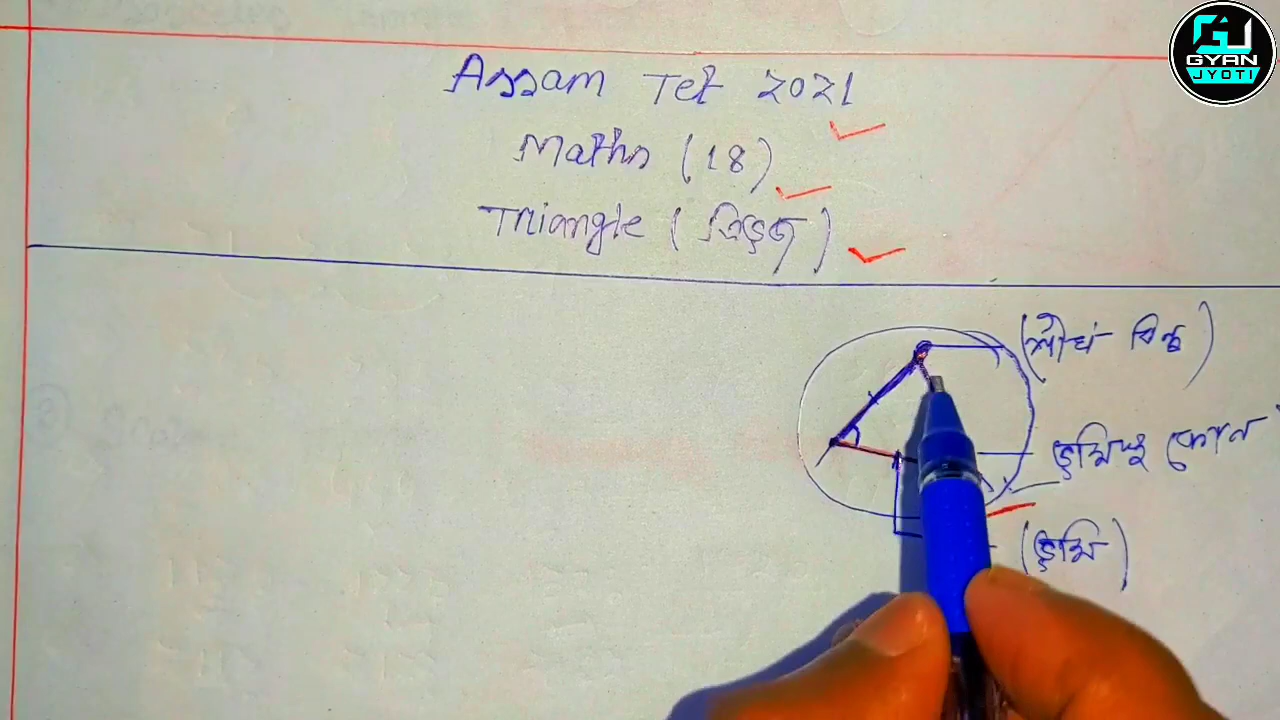 GYAN
JYOTI
Assam Tet 2021
Maths (18)
Triangle (ত্রিভুজ)
(শীৰ্ষ বিন্দু)
ভূমিস্থ কোন
(ভূমি)